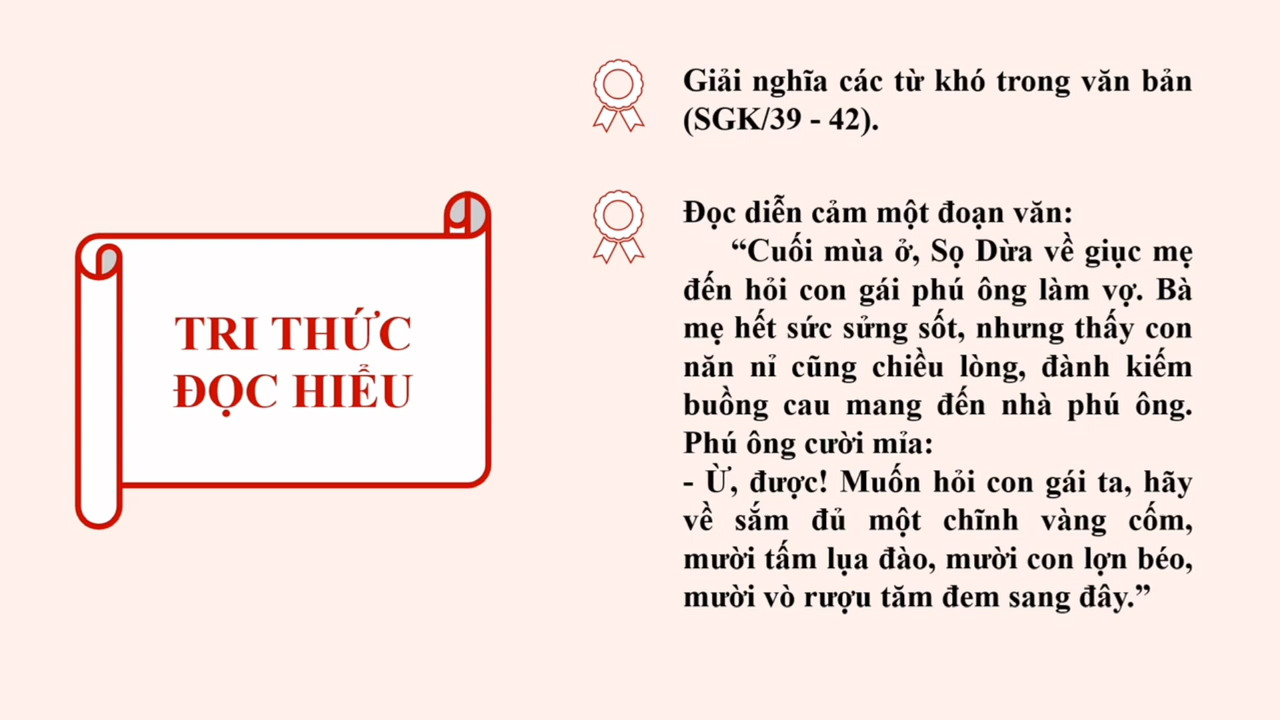 TRI THỨC
ĐỌC HIỂU
Giải nghĩa các từ khó trong văn bản
(SGK/39 - 42).
Đọc diễn cảm một đoạn văn:
“Cuối mùa ở, Sọ Dừa về giục mẹ
đến hỏi con gái phú ông làm vợ. Bà
mẹ hết sức sửng sốt, nhưng thấy con
năn nỉ cũng chiều lòng, đành kiếm
buồng cau mang đến nhà phú ông.
Phú ông cười mỉa:
- Ừ, được! Muốn hỏi con gái ta, hãy
về sắm đủ một chĩnh vàng cốm,
mười tấm lụa đào, mười con lợn béo,
mười vò rượu tăm đem sang đây.”